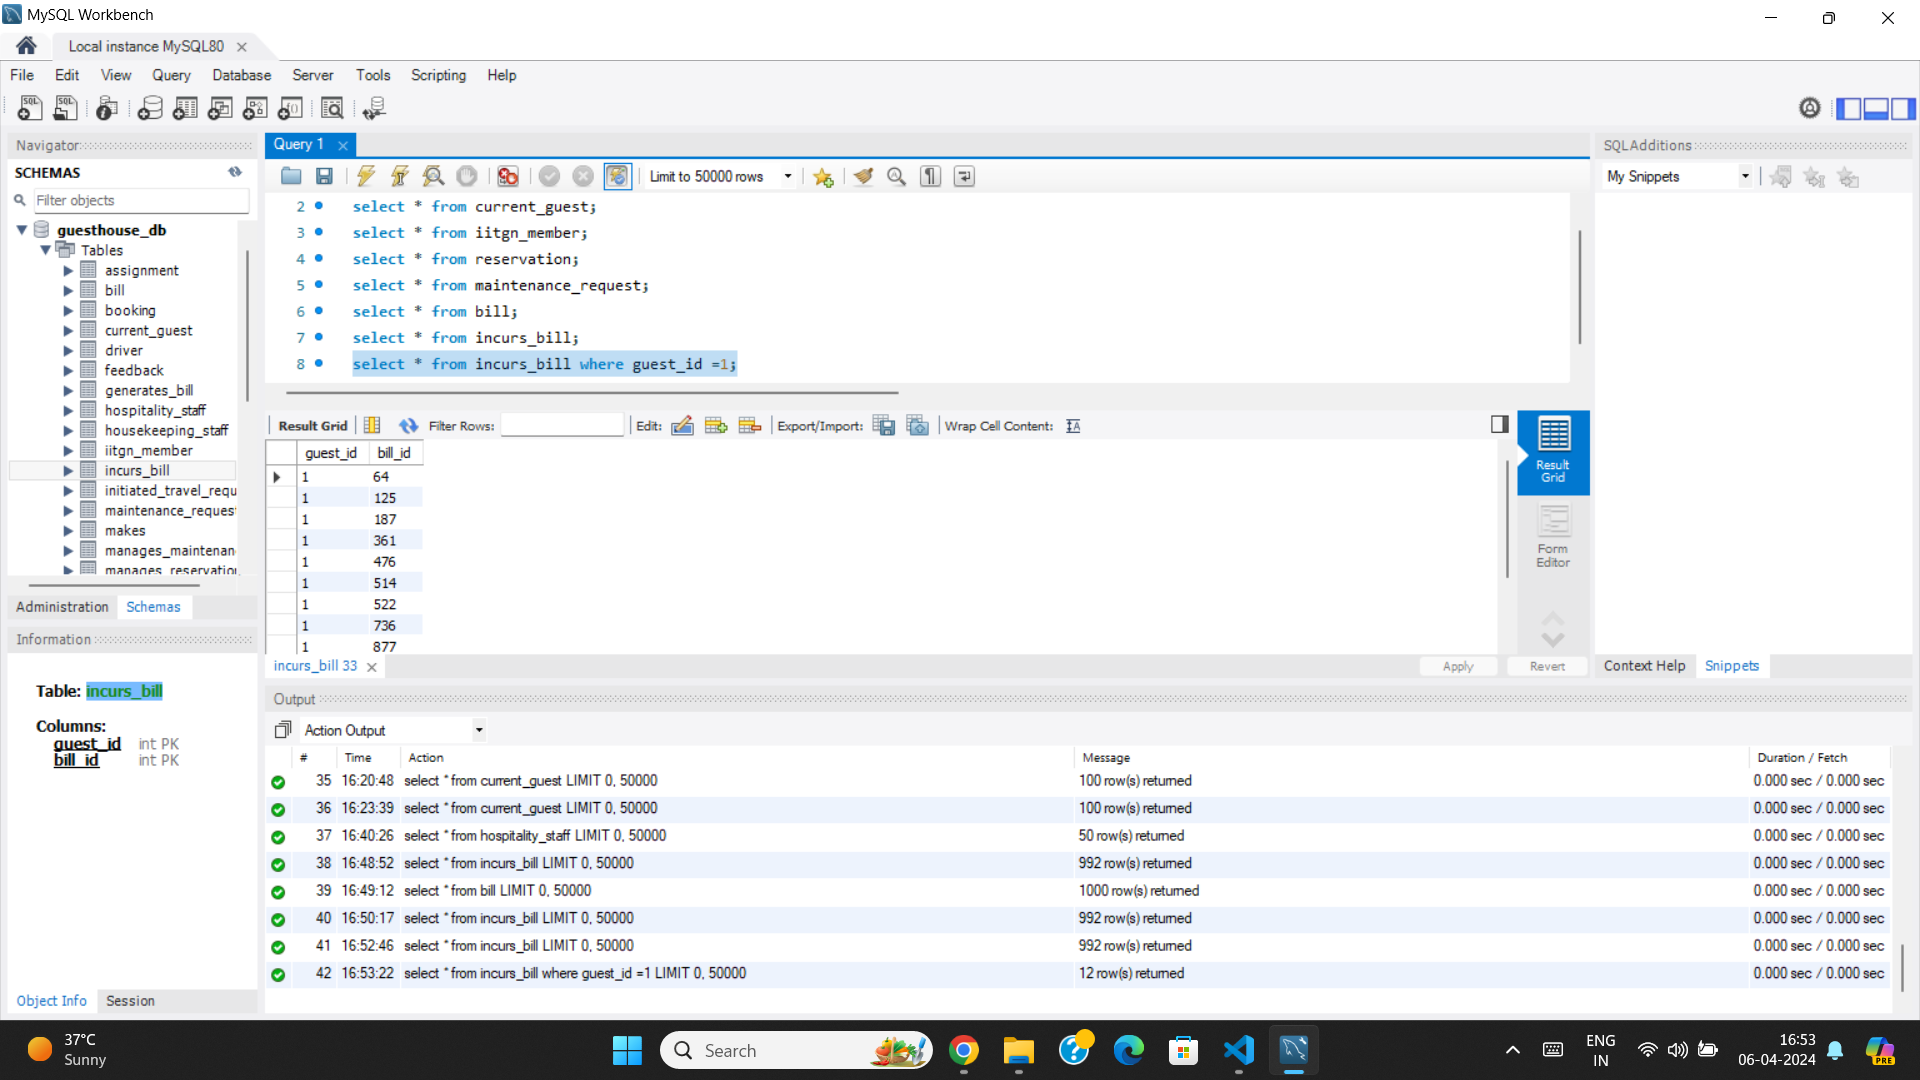 MySQL Workbench
Local instance MySQL80
File Edit View Query Database Server Tools Scripting Help
Navigator
SCHEMAS
Filter objects
guesthouse_db
Tables
assignment
bill
booking
current_guest
driver
feedback
generates_bill
hospitality_staff
housekeeping_staff
iitgn_member
incurs_bill
initiated_travel_requ
maintenance_reques
makes
manages_maintenan
manages_reservation
Administration Schemas
Information
Table: incurs_bill
Columns:
guest_id int PK
bill_id int PK
Object Info Session
Query 1
Limit to 50000 rows
2 select * from current_guest;
3 select * from iitgn_member;
4 select * from reservation;
5 select * from maintenance_request;
6 select * from bill;
7 select * from incurs_bill;
8 select * from incurs_bill where guest_id =1;
Result Grid Filter Rows: Edit: Export/Import: Wrap Cell Content:
guest_id bill_id
1 64
1 125
1 187
1 361
1 476
1 514
1 522
1 736
1 877
Result Grid
Form Editor
incurs_bill 33 Apply Revert
SQLAdditions
My Snippets
Context Help Snippets
Output
Action Output
# Time Action Message Duration / Fetch
35 16:20:48 select * from current_guest LIMIT 0, 50000 100 row(s) returned 0.000 sec / 0.000 sec
36 16:23:39 select * from current_guest LIMIT 0, 50000 100 row(s) returned 0.000 sec / 0.000 sec
37 16:40:26 select * from hospitality_staff LIMIT 0, 50000 50 row(s) returned 0.000 sec / 0.000 sec
38 16:48:52 select * from incurs_bill LIMIT 0, 50000 992 row(s) returned 0.000 sec / 0.000 sec
39 16:49:12 select * from bill LIMIT 0, 50000 1000 row(s) returned 0.000 sec / 0.000 sec
40 16:50:17 select * from incurs_bill LIMIT 0, 50000 992 row(s) returned 0.000 sec / 0.000 sec
41 16:52:46 select * from incurs_bill LIMIT 0, 50000 992 row(s) returned 0.000 sec / 0.000 sec
42 16:53:22 select * from incurs_bill where guest_id =1 LIMIT 0, 50000 12 row(s) returned 0.000 sec / 0.000 sec
37°C
Sunny
Search
ENG
IN
16:53
06-04-2024
PRE